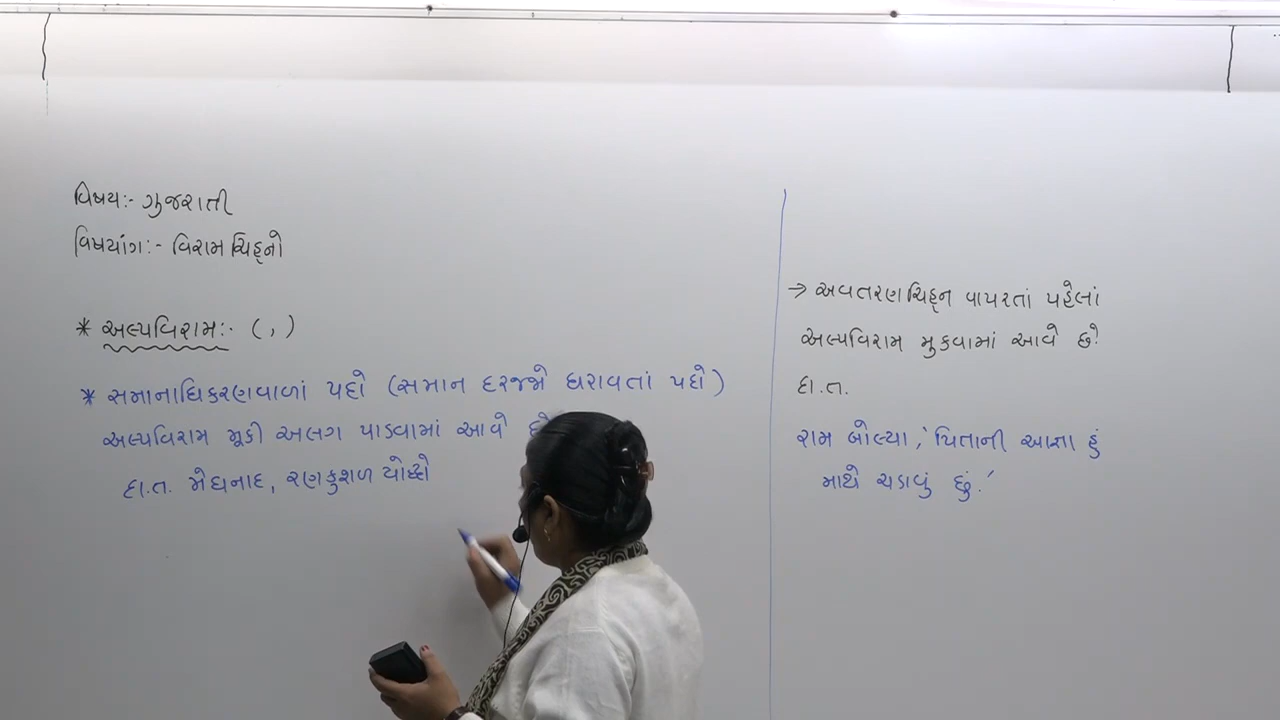 વિષય:- ગુજરાતી
વિષયાંગ:- વિરામચિહ્નો
* અલ્પવિરામ:- ( , )
* સમાનાધિકરણવાળાં પદો (સમાન દરજ્જો ધરાવતાં પદો)
અલ્પવિરામ મૂકી અલગ પાડવામાં આવે
દા.ત. મેઘનાદ, રણકુશળ યોદ્ધો
→ અવતરણચિહ્ન વાપરતાં પહેલાં
અલ્પવિરામ મુકવામાં આવે છે.
દા.ત.
રામ બોલ્યા, 'પિતાની આજ્ઞા હું
માથે ચડાવું છું.'